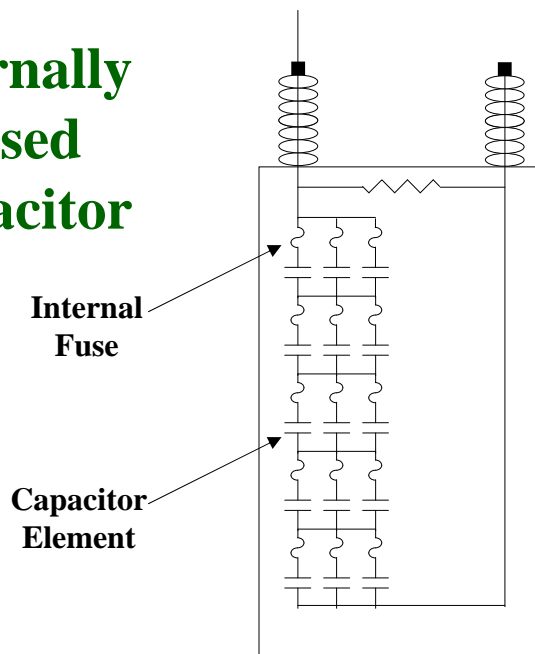 rnally
sed
acitor
Internal
Fuse
Capacitor
Element